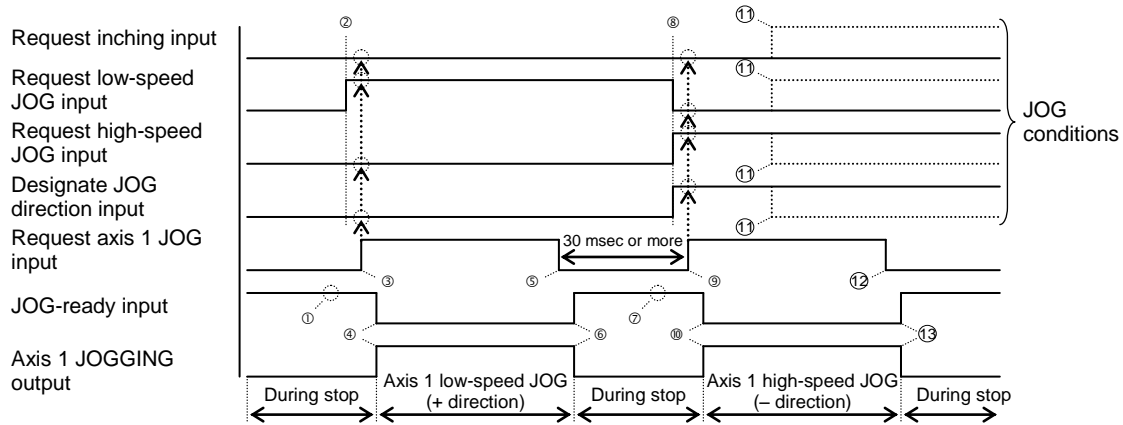 ② ⑧ ⑪
Request inching input
⑪
Request low-speed
JOG input
JOG
conditions
Request high-speed
JOG input
⑪
Designate JOG
direction input
⑪
Request axis 1 JOG
input
30 msec or more
③ ⑤ ⑨ ⑫
JOG-ready input
① ⑦
④ ⑥ ⑩ ⑬
Axis 1 JOGGING
output
During stop
Axis 1 low-speed JOG
(+ direction)
During stop
Axis 1 high-speed JOG
(– direction)
During stop